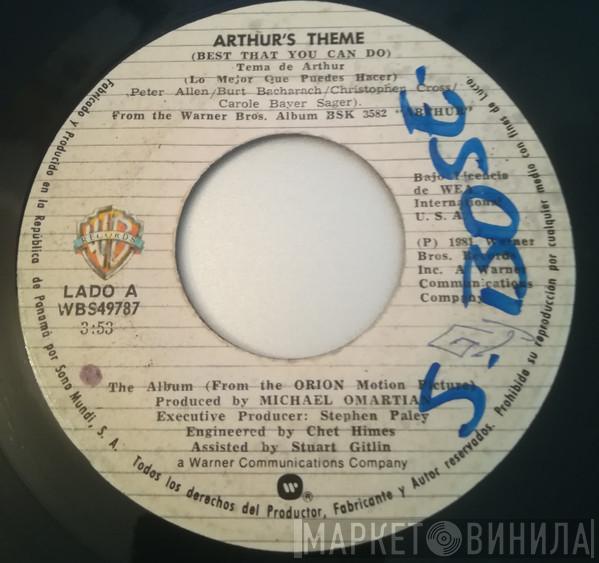 ARTHUR'S THEME
(BEST THAT YOU CAN DO)
Tema de Arthur
(Lo Mejor Que Puedes Hacer)
(Peter Allen/Burt Bacharach/Christopher Cross/
Carole Bayer Sager).
From the Warner Bros. Album BSK 3582 "ARTHUR"
Bajo Licencia
de WEA
International
U. S. A.
(P) 1981 Warner
Bros. Records
Inc. A Warner
Communications
Company
WB
RECORDS
LADO A
WBS49787
3:53
The Album (From the ORION Motion Picture)
Produced by MICHAEL OMARTIAN
Executive Producer: Stephen Paley
Engineered by Chet Himes
Assisted by Stuart Gitlin
a Warner Communications Company
®
Fabricado y Producido en la República de Panamá por Sono Mundi, S. A.
Todos los derechos del Productor, Fabricante y Autor reservados. Prohibido su reproducción por cualquier medio con fines de Lucro.
S. BOSÉ
МАРКЕТ ВИНИЛА